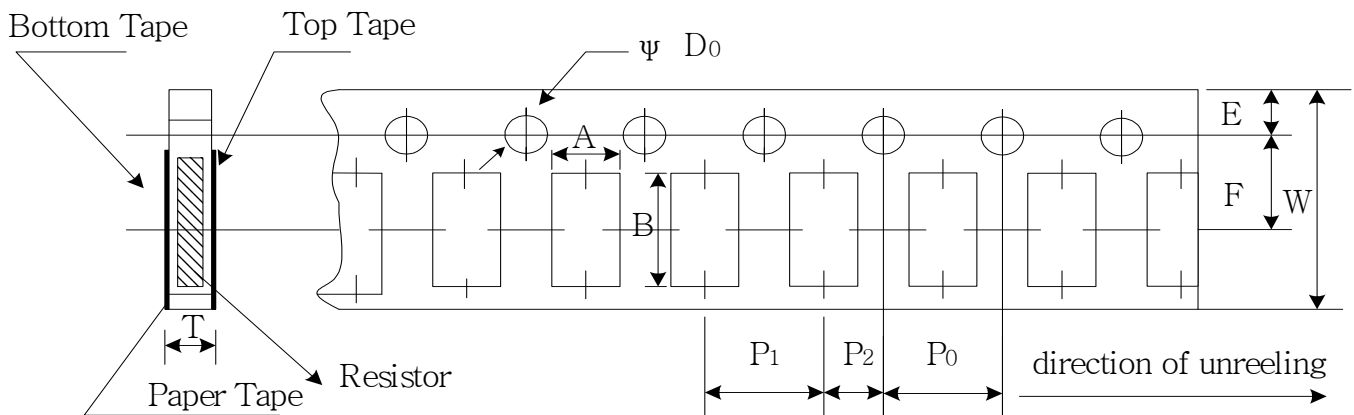 Bottom Tape
Top Tape
Ψ D0
A
E
B
F
W
T
P1
P2
P0
direction of unreeling
Resistor
Paper Tape